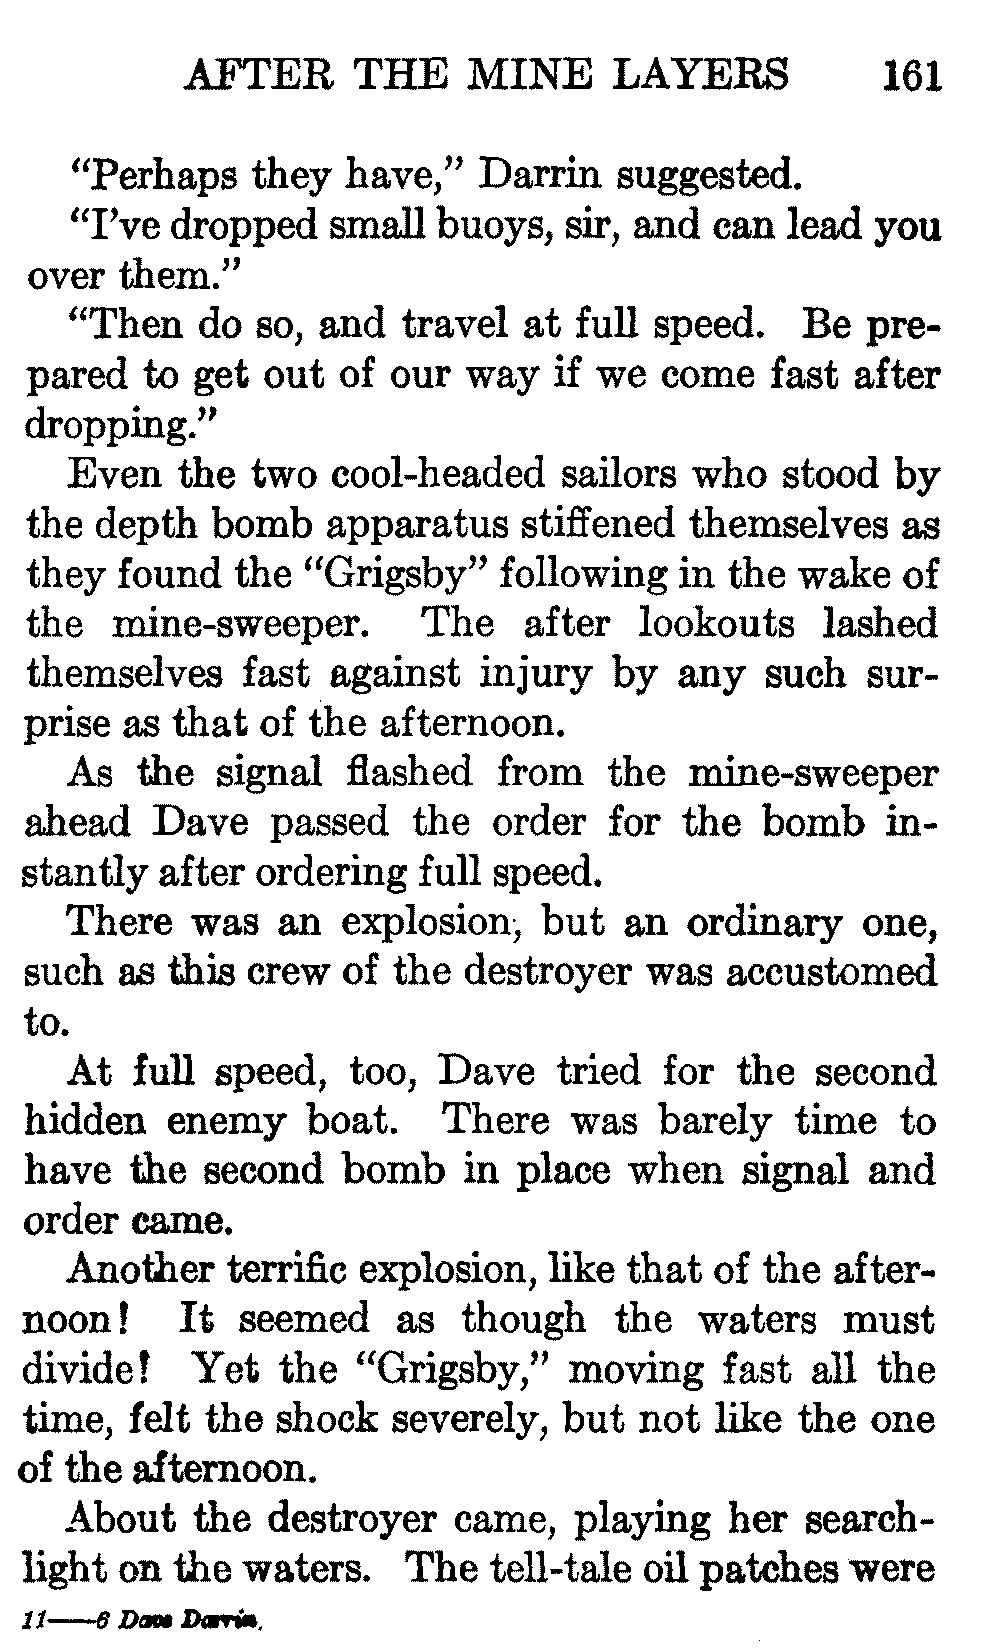 AFTER THE MINE LAYERS 161
“Perhaps they have,” Darrin suggested.
“I’ve dropped small buoys, sir, and can lead you
over them.”
“Then do so, and travel at full speed. Be pre-
pared to get out of our way if we come fast after
dropping.”
Even the two cool-headed sailors who stood by
the depth bomb apparatus stiffened themselves as
they found the “Grigsby” following in the wake of
the mine-sweeper. The after lookouts lashed
themselves fast against injury by any such sur-
prise as that of the afternoon.
As the signal flashed from the mine-sweeper
ahead Dave passed the order for the bomb in-
stantly after ordering full speed.
There was an explosion, but an ordinary one,
such as this crew of the destroyer was accustomed
to.
At full speed, too, Dave tried for the second
hidden enemy boat. There was barely time to
have the second bomb in place when signal and
order came.
Another terrific explosion, like that of the after-
noon! It seemed as though the waters must
divide! Yet the “Grigsby,” moving fast all the
time, felt the shock severely, but not like the one
of the afternoon.
About the destroyer came, playing her search-
light on the waters. The tell-tale oil patches were
11——6 Dave Darrin.